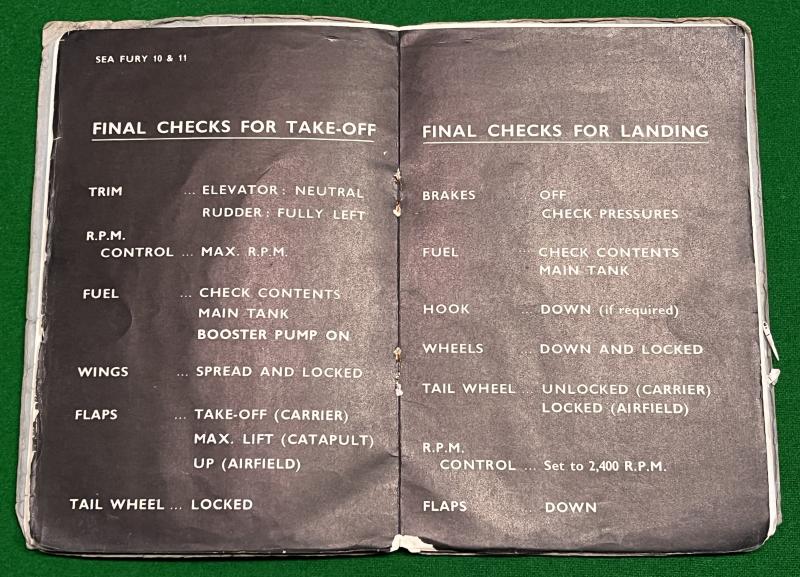 SEA FURY 10 & 11
FINAL CHECKS FOR TAKE-OFF
TRIM ... ELEVATOR: NEUTRAL
RUDDER: FULLY LEFT
R.P.M.
CONTROL ... MAX. R.P.M.
FUEL ... CHECK CONTENTS
MAIN TANK
BOOSTER PUMP ON
WINGS ... SPREAD AND LOCKED
FLAPS ... TAKE-OFF (CARRIER)
MAX. LIFT (CATAPULT)
UP (AIRFIELD)
TAIL WHEEL ... LOCKED
FINAL CHECKS FOR LANDING
BRAKES OFF
CHECK PRESSURES
FUEL ... CHECK CONTENTS
MAIN TANK
HOOK ... DOWN (if required)
WHEELS ... DOWN AND LOCKED
TAIL WHEEL ... UNLOCKED (CARRIER)
LOCKED (AIRFIELD)
R.P.M.
CONTROL ... Set to 2,400 R.P.M.
FLAPS ... DOWN